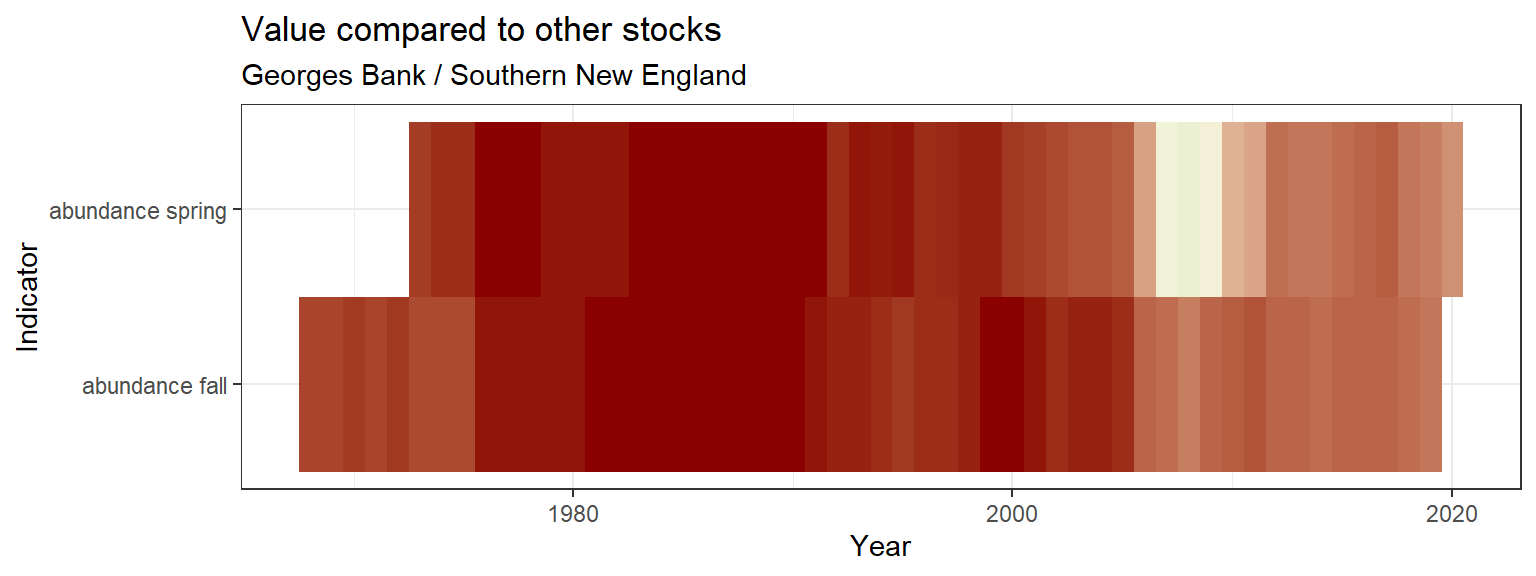 Value compared to other stocks
Georges Bank / Southern New England
Indicator
abundance spring
abundance fall
1980
2000
2020
Year